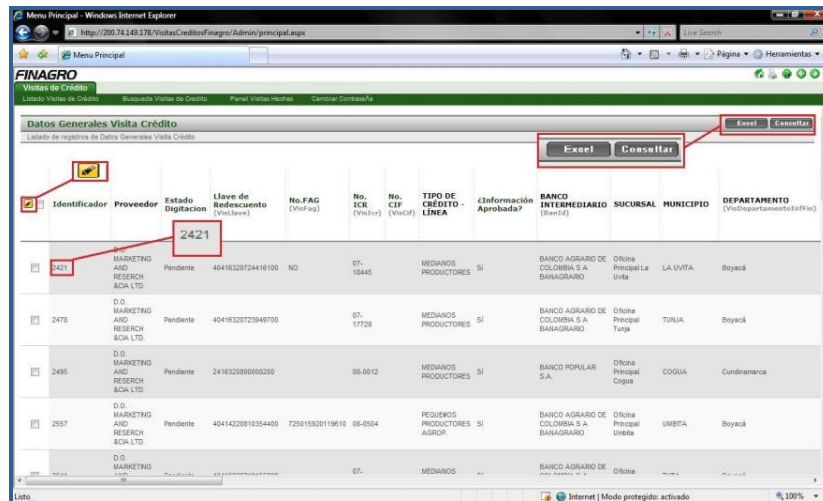 Menu Principal - Windows Internet Explorer
http://200.74.149.178/VisitasCreditosFinagro/Admin/principal.aspx
Live Search
Menu Principal
Página
Herramientas
FINAGRO
Visitas de Crédito
Listado Visitas de Crédito Busqueda Visitas de Credito Panel Visitas Hechas Cambiar Contraseña
Datos Generales Visita Crédito
Excel Consultar
Listado de registros de Datos Generales Visita Crédito
Excel Consultar
Identificador Proveedor Estado Digitacion Llave de Redescuento (VisLlave) No.FAG (VisFag) No. ICR (VisIcr) No. CIF (VisCif) TIPO DE CRÉDITO - LÍNEA ¿Información Aprobada? BANCO INTERMEDIARIO (BanId) SUCURSAL MUNICIPIO DEPARTAMENTO (VisDepartamentoInfFin)
2421
2421 D.O. MARKETING AND RESERCH &CIA LTD. Pendiente 40416320724416100 NO 07-18445 MEDIANOS PRODUCTORES Sí BANCO AGRARIO DE COLOMBIA S.A. BANAGRARIO Oficina Principal La Uvita LA UVITA Boyacá
2478 D.O. MARKETING AND RESERCH &CIA LTD. Pendiente 40416320723949700 07-17728 MEDIANOS PRODUCTORES Sí BANCO AGRARIO DE COLOMBIA S.A. BANAGRARIO Oficina Principal Tunja TUNJA Boyacá
2495 D.O. MARKETING AND RESERCH &CIA LTD. Pendiente 2416320800000200 08-0012 MEDIANOS PRODUCTORES Sí BANCO POPULAR S.A. Oficina Principal Cogua COGUA Cundinamarca
2557 D.O. MARKETING AND RESERCH &CIA LTD. Pendiente 40414220810354400 725015920119610 08-0504 PEQUEÑOS PRODUCTORES AGROP. Sí BANCO AGRARIO DE COLOMBIA S.A. BANAGRARIO Oficina Principal Umbita UMBITA Boyacá
D.O. MARKETING 07- MEDIANOS BANCO AGRARIO DE Oficina
Listo
Internet | Modo protegido: activado
100%